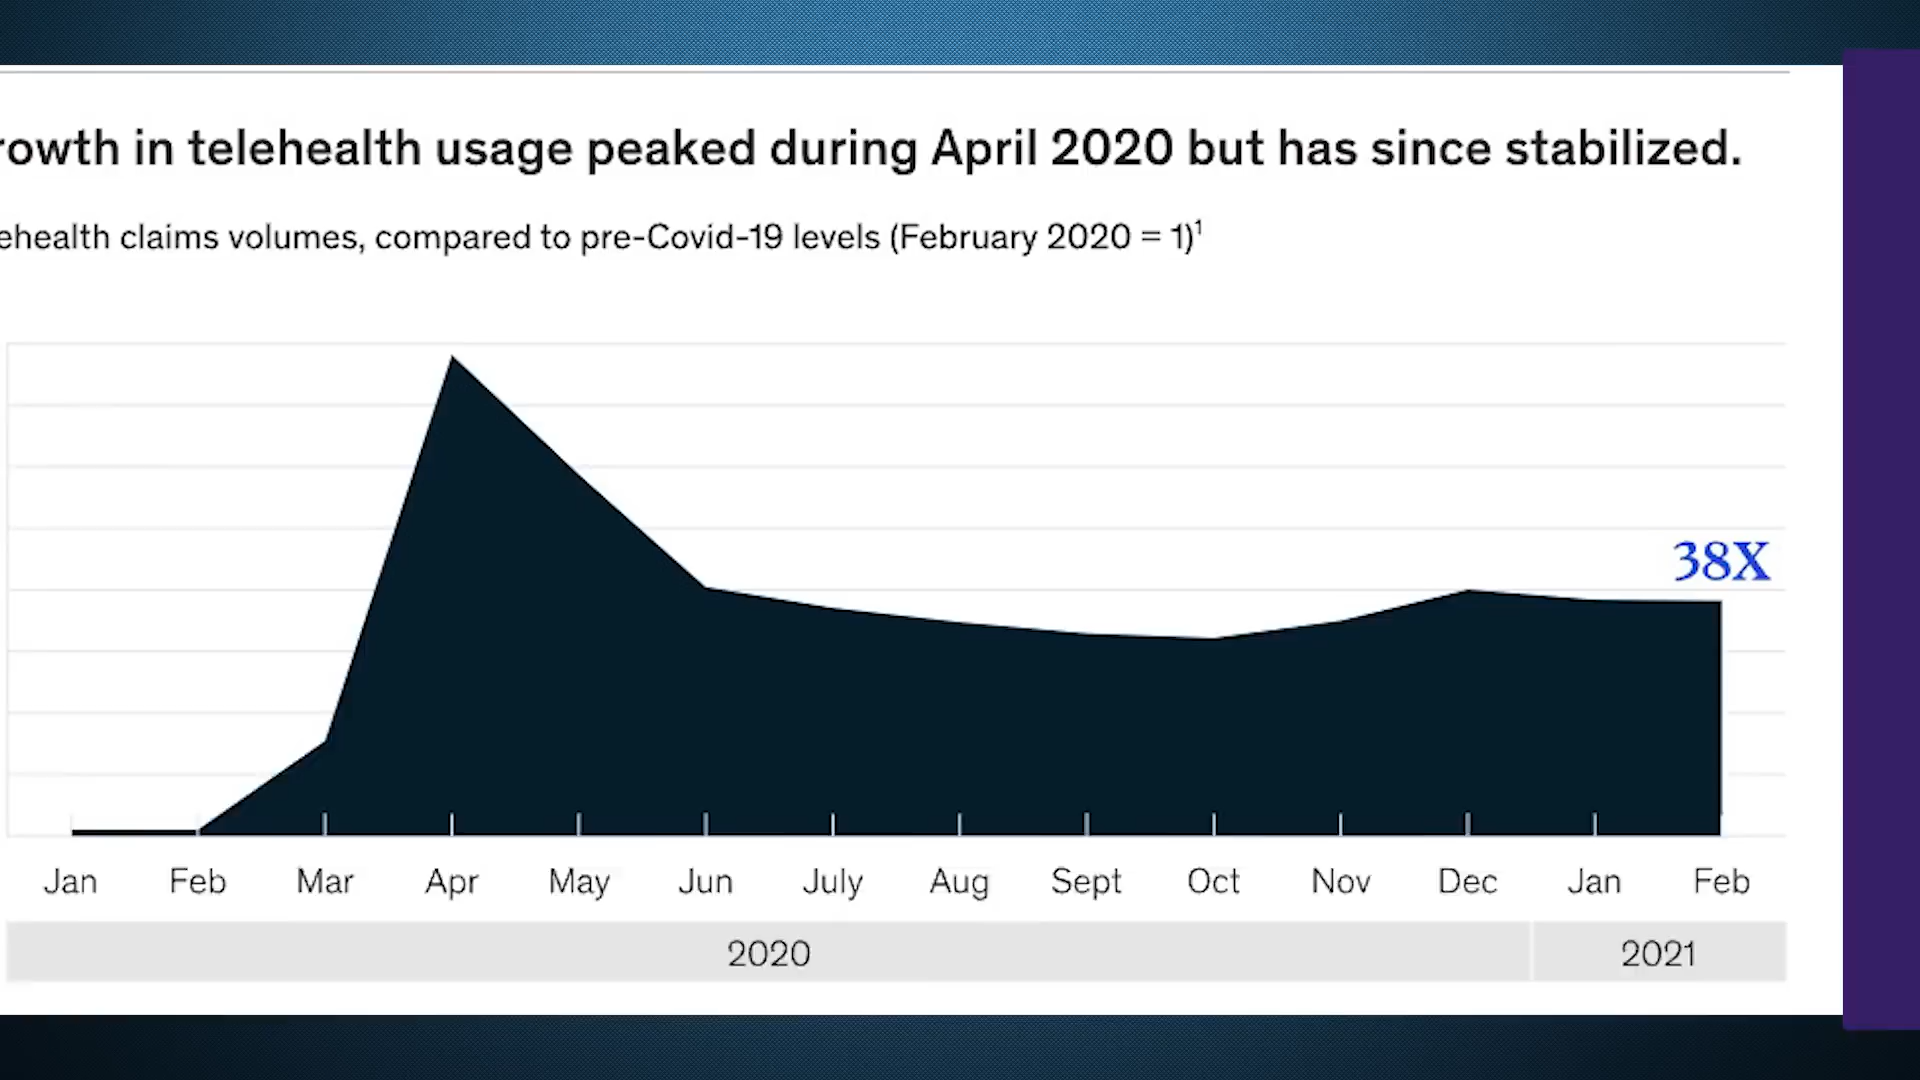 rowth in telehealth usage peaked during April 2020 but has since stabilized.
ehealth claims volumes, compared to pre-Covid-19 levels (February 2020 = 1)¹
38X
Jan Feb Mar Apr May Jun July Aug Sept Oct Nov Dec Jan Feb
2020 2021